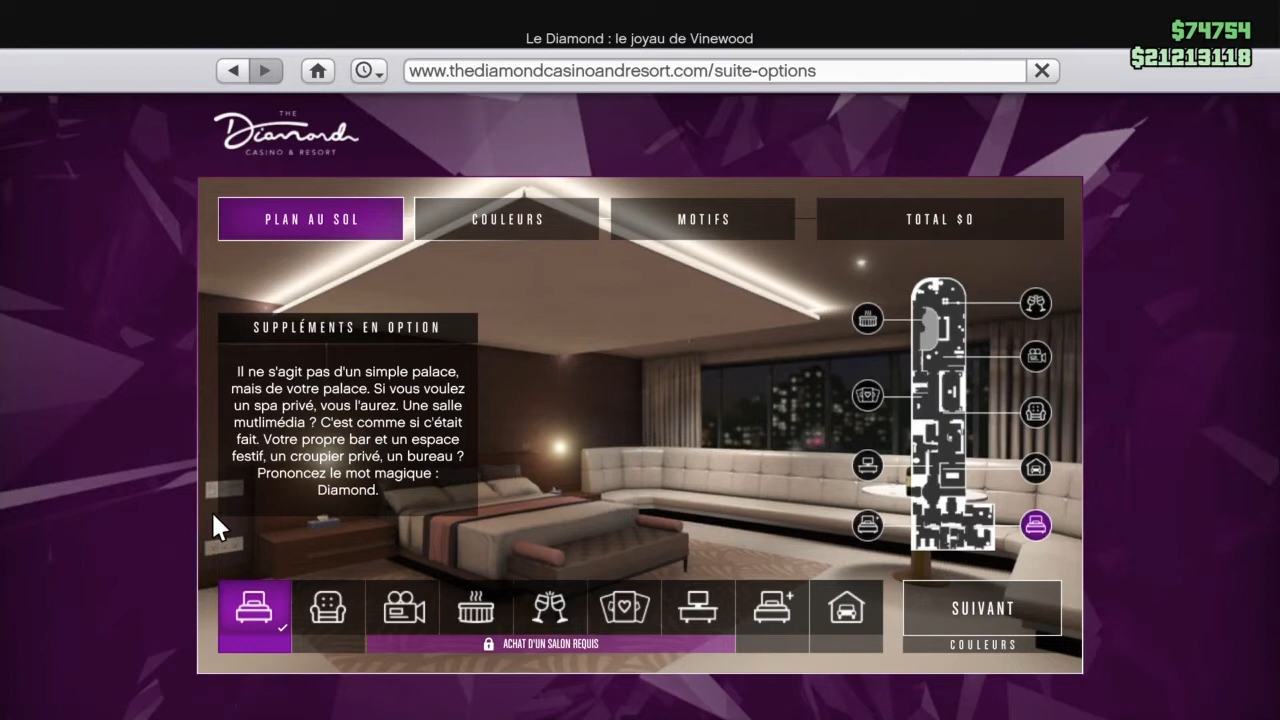 Le Diamond : le joyau de Vinewood
$74754
$21213118
www.thediamondcasinoandresort.com/suite-options
THE
Diamond
CASINO & RESORT
PLAN AU SOL
COULEURS
MOTIFS
TOTAL $0
SUPPLÉMENTS EN OPTION
Il ne s'agit pas d'un simple palace,
mais de votre palace. Si vous voulez
un spa privé, vous l'aurez. Une salle
mutlimédia ? C'est comme si c'était
fait. Votre propre bar et un espace
festif, un croupier privé, un bureau ?
Prononcez le mot magique :
Diamond.
SUIVANT
ACHAT D'UN SALON REQUIS
COULEURS